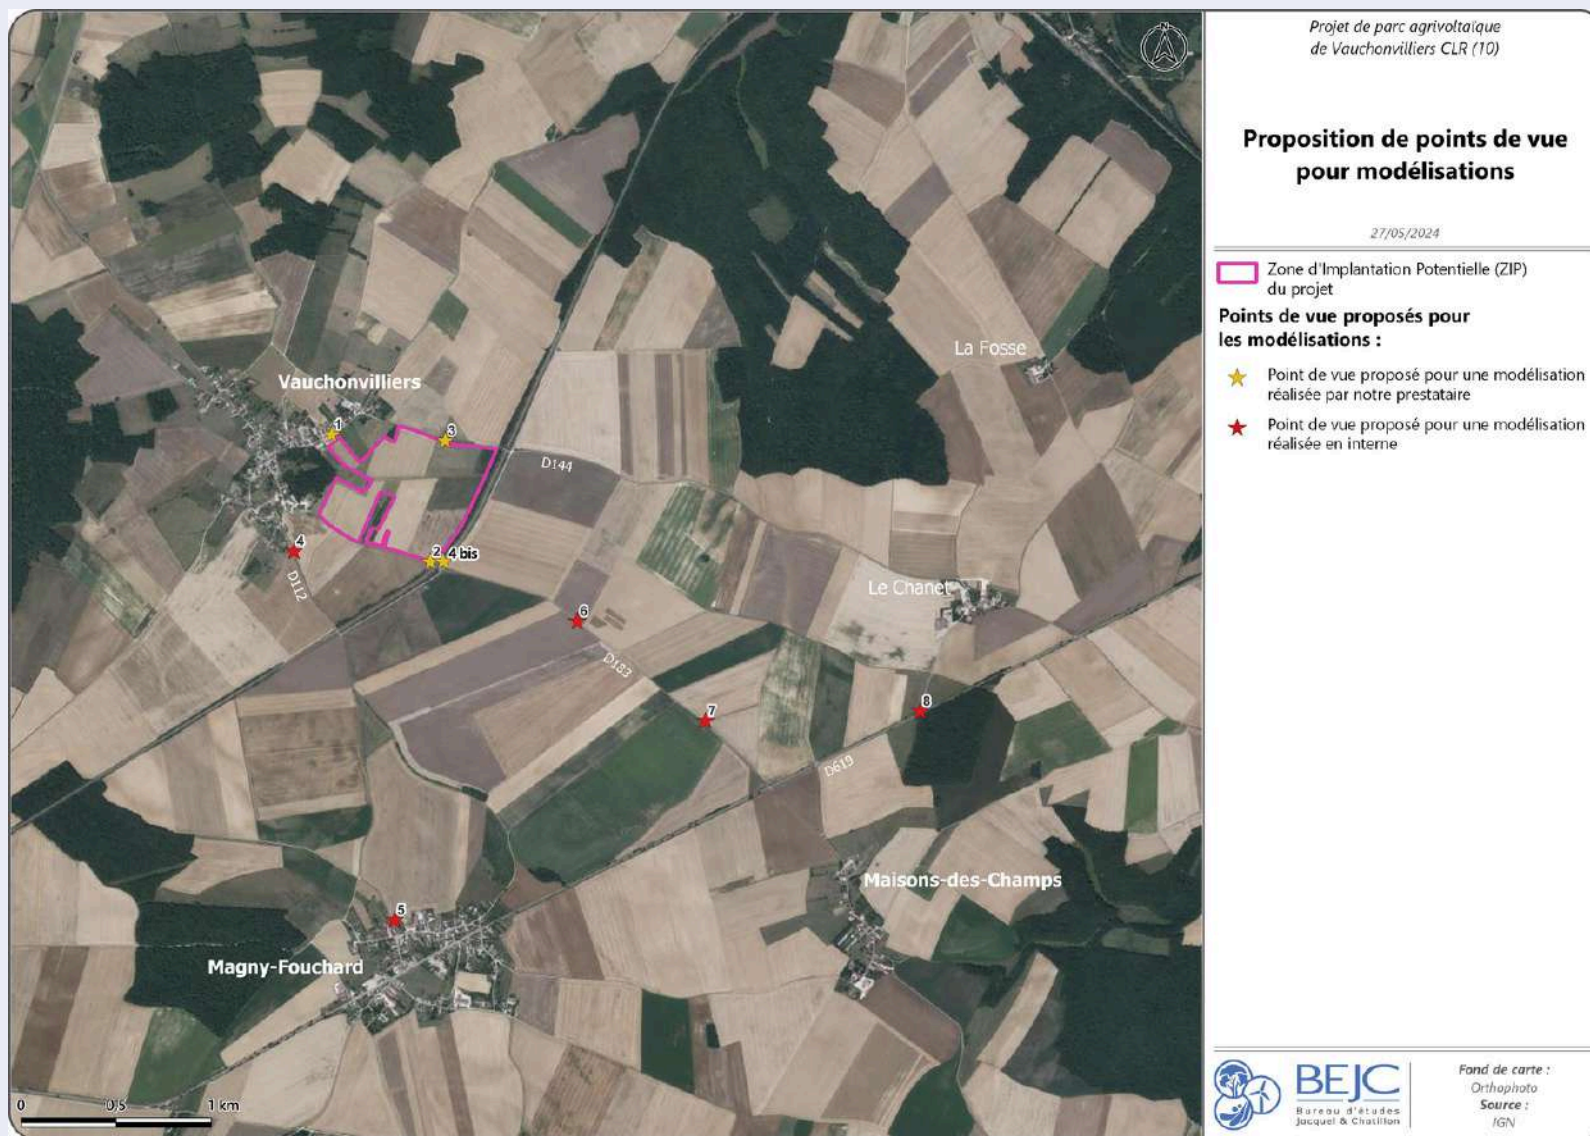 Projet de parc agrivoltaïque
de Vauchonvilliers CLR (10)
Proposition de points de vue
pour modélisations
27/05/2024
Zone d'Implantation Potentielle (ZIP)
du projet
Points de vue proposés pour
les modélisations :
Point de vue proposé pour une modélisation
réalisée par notre prestataire
Point de vue proposé pour une modélisation
réalisée en interne
N
La Fosse
Vauchonvilliers
1
3
D144
4
2
4 bis
D112
Le Chanet
6
D183
7
8
D619
Maisons-des-Champs
5
Magny-Fouchard
0
0,5
1 km
BEJC
Bureau d'études
Jacquel & Chatillon
Fond de carte :
Orthophoto
Source :
IGN